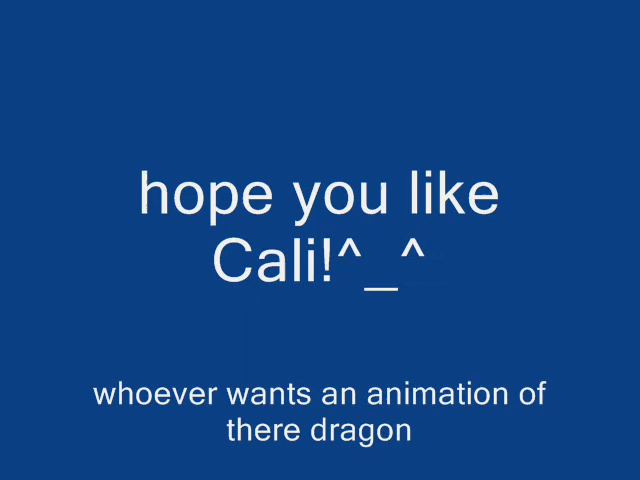 hope you like
Cali!^_^
whoever wants an animation of
there dragon